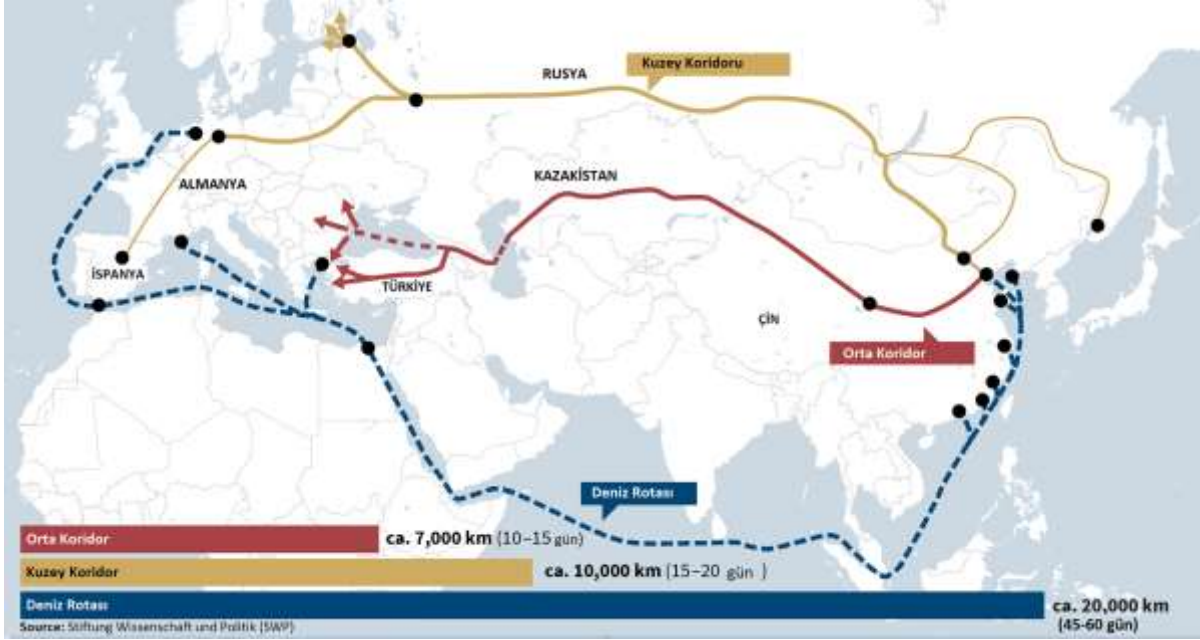 RUSYA
Kuzey Koridoru
KAZAKİSTAN
ALMANYA
İSPANYA
TÜRKİYE
ÇİN
Orta Koridor
Deniz Rotası
Orta Koridor
ca. 7,000 km (10–15 gün)
Kuzey Koridor
ca. 10,000 km (15–20 gün )
Deniz Rotası
ca. 20,000 km
(45-60 gün)
Source: Stiftung Wissenschaft und Politik (SWP)